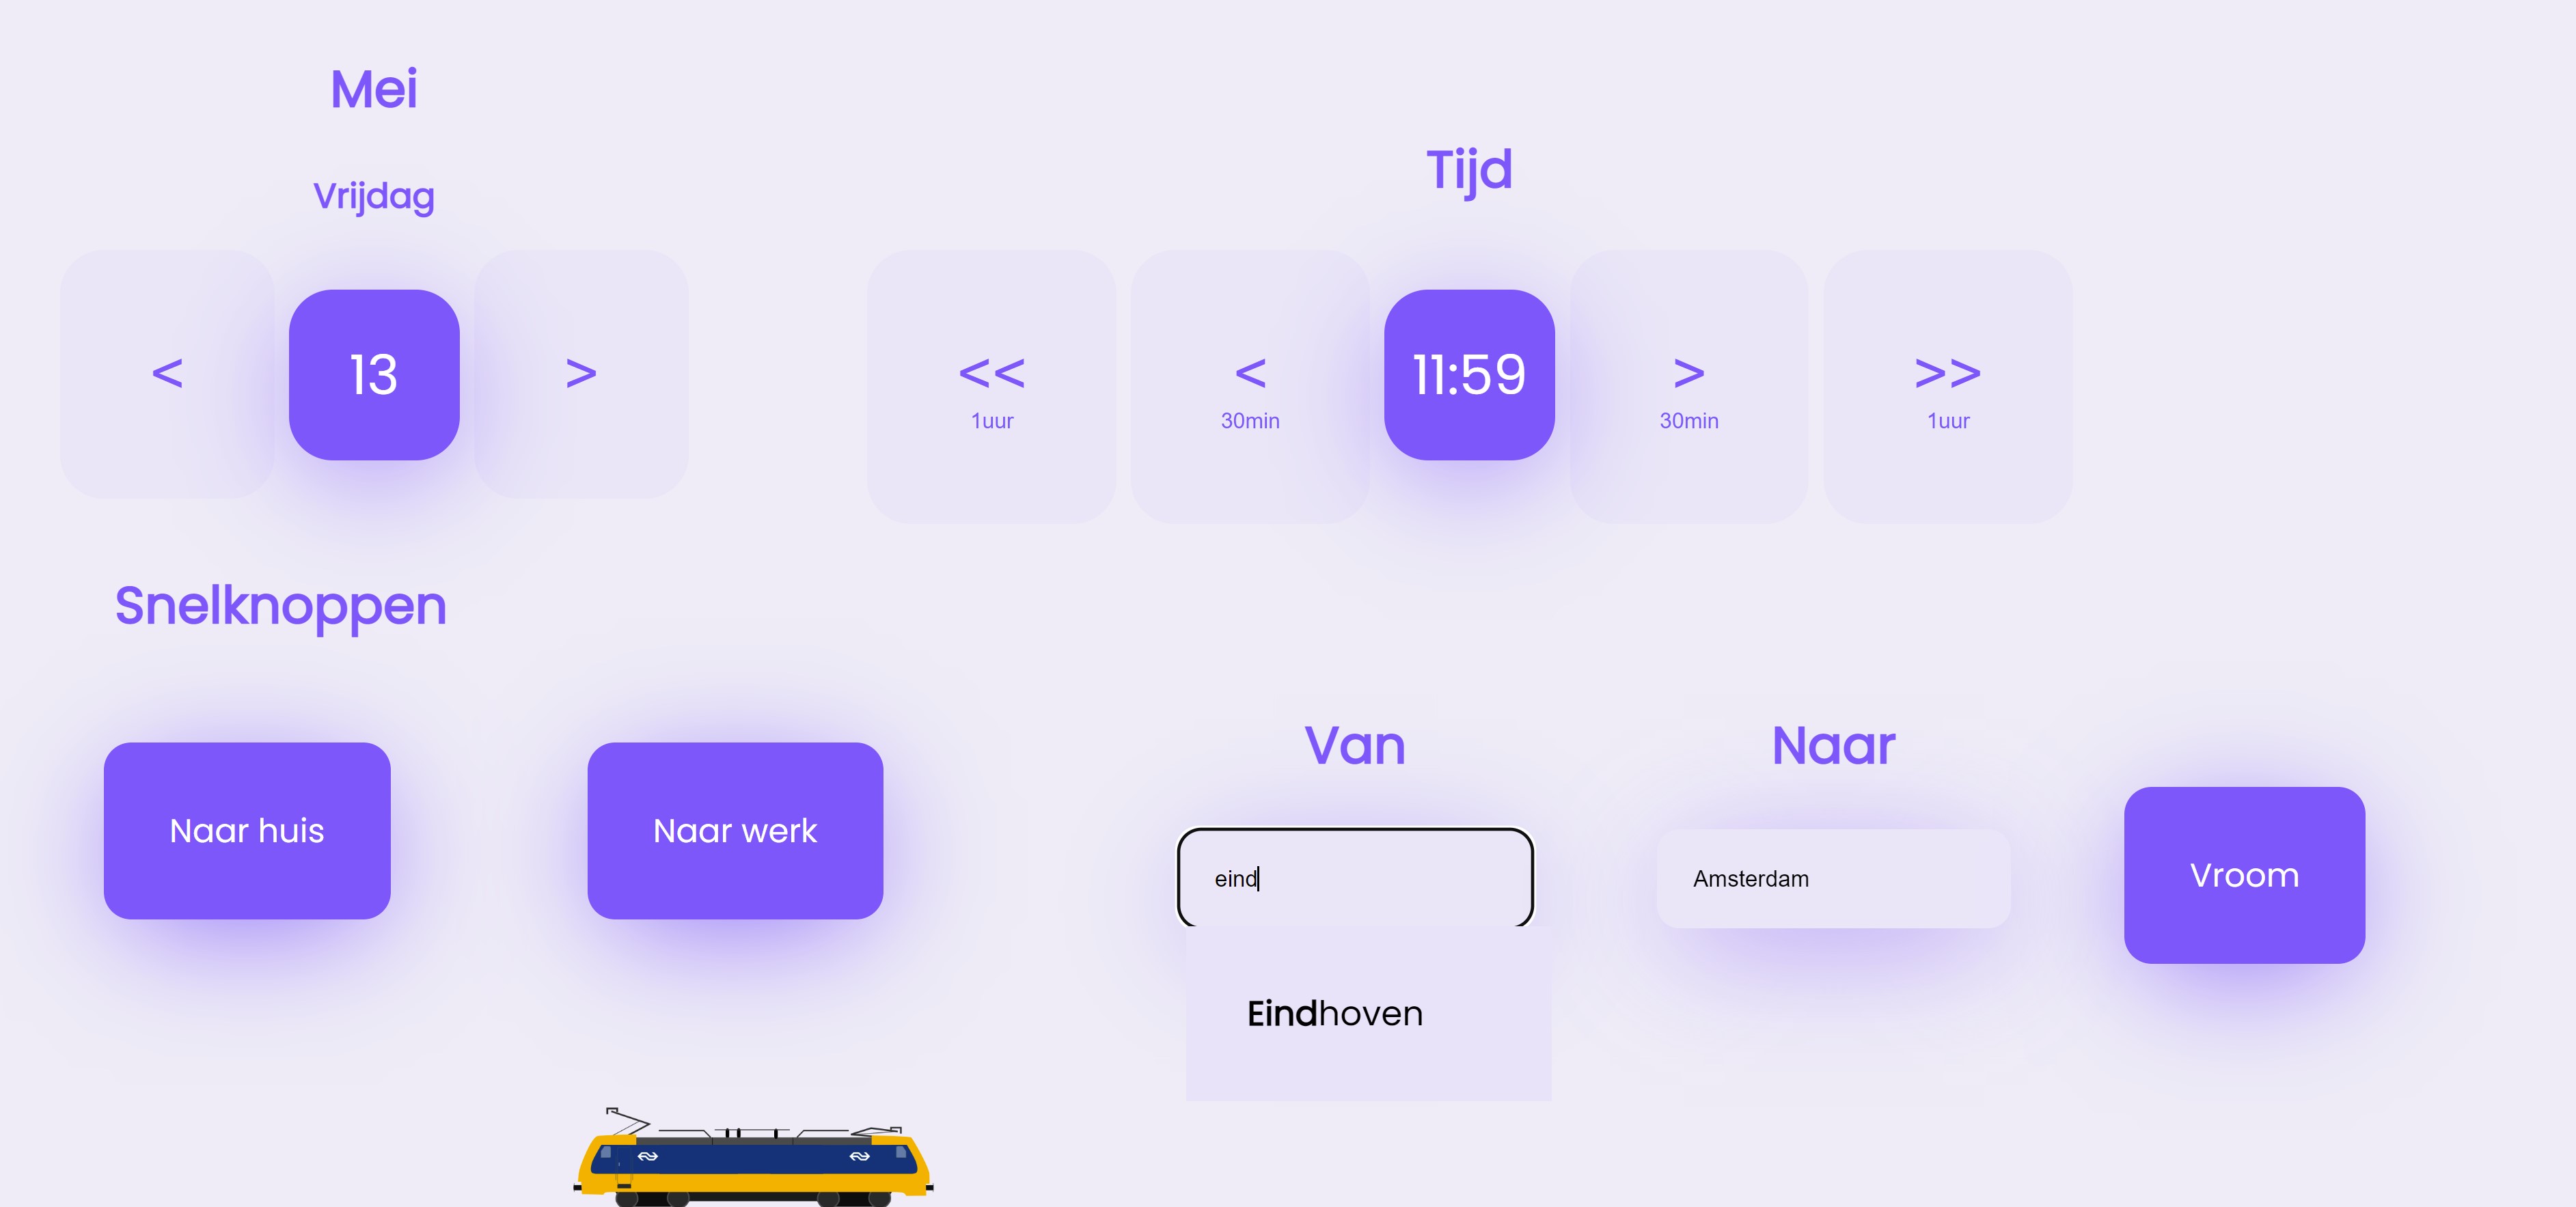 Mei
Vrijdag
< 13 >
Tijd
<< < 11:59 > >>
1uur 30min 30min 1uur
Snelknoppen
Naar huis
Naar werk
Van
eind
Eindhoven
Naar
Amsterdam
Vroom